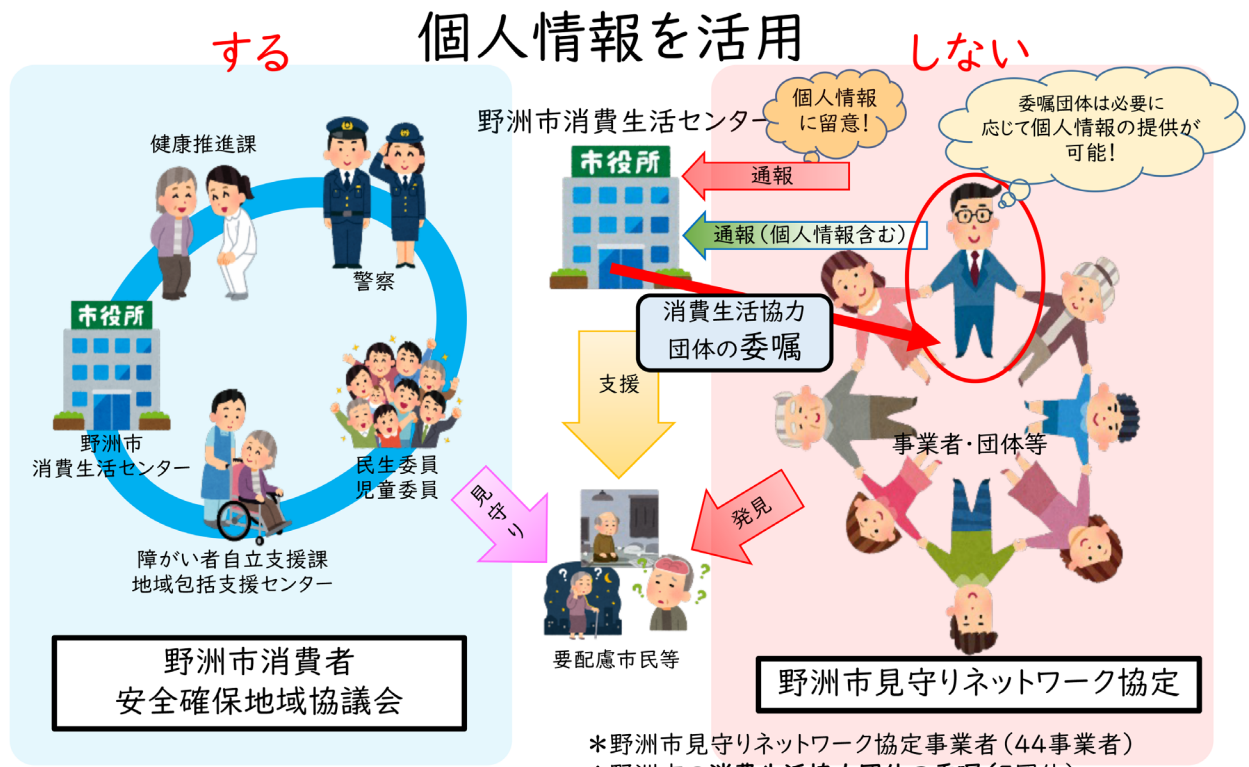 個人情報を活用
する
しない
健康推進課
警察
市役所
野洲市
消費生活センター
民生委員
児童委員
障がい者自立支援課
地域包括支援センター
野洲市消費者
安全確保地域協議会
野洲市消費生活センター
市役所
個人情報
に留意!
委嘱団体は必要に
応じて個人情報の提供が
可能!
通報
通報(個人情報含む)
消費生活協力
団体の委嘱
支援
見守り
発見
事業者・団体等
要配慮市民等
野洲市見守りネットワーク協定
*野洲市見守りネットワーク協定事業者(44事業者)